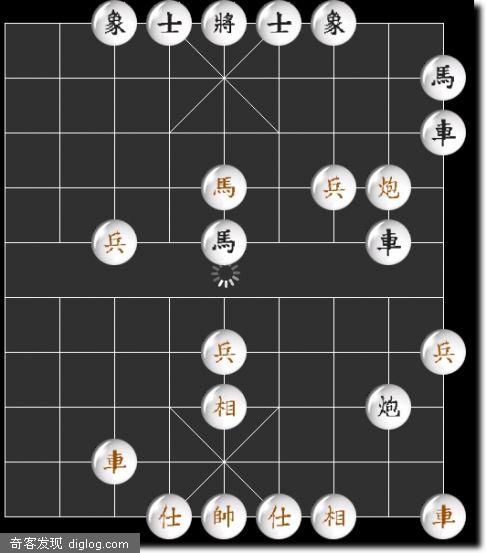 象士將士象
馬
車
馬兵炮
兵馬車
兵兵
相炮
車
仕帥仕相車
奇客发现 diglog.com